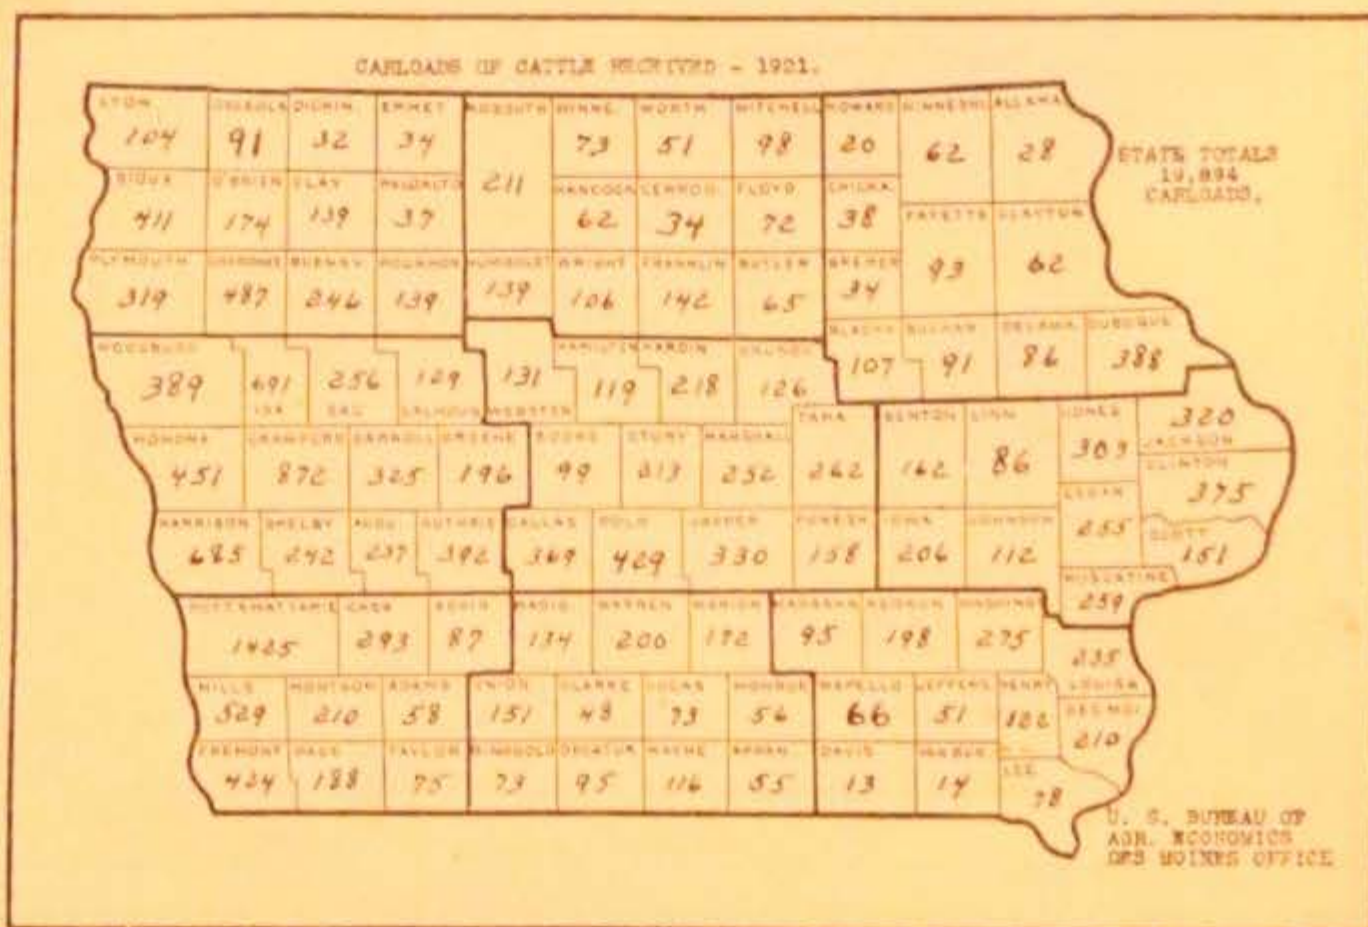 CARLOADS OF CATTLE RECEIVED - 1921.
LYON OSCEOLA DICKIN EMMET KOSSUTH WINNE. WORTH MITCHELL HOWARD WINNESHI ALLAMA
104 91 32 34 211 73 51 98 20 62 28
STATE TOTALS
19,894
CARLOADS.
SIOUX O'BRIEN CLAY PALOALTO HANCOCK CERROG. FLOYD CHICKA
411 174 139 37 62 34 72 38
FAYETTE CLAYTON
93 62
PLYMOUTH CHEROKEE BUENAV. POCAHON HUMBOLDT WRIGHT FRANKLIN BUTLER BREMER
319 487 246 139 139 106 142 65 34
BLACKH BUCHAN DELAWA. DUBUQUE
107 91 86 388
WOODBURY HAMILTON HARDIN GRUNDY
389 691 256 129 131 119 218 126
IDA SAC CALHOUN WEBSTER
TAMA BENTON LINN JONES
262 162 86 303
320
JACKSON
CLINTON
375
MONONA CRAWFORD CARROLL GREENE BOONE STORY MARSHALL
451 872 325 196 99 213 252
HARRISON SHELBY AUDU. GUTHRIE DALLAS POLK JASPER POWESH IOWA JOHNSON CEDAR SCOTT
685 242 237 392 369 429 330 158 206 112 255 151
MUSCATINE
259
POTTAWATTAMIE CASS ADAIR MADIS WARREN MARION MAHASKA KEOKUK WASHINGT
1425 293 87 134 200 172 95 198 275
235
LOUISA
MILLS MONTGOM ADAMS UNION CLARKE LUCAS MONROE WAPELLO JEFFERS HENRY DES MOI
529 210 58 151 48 73 56 66 51 122 210
FREMONT PAGE TAYLOR RINGGOLD DECATUR WAYNE APPAN DAVIS VAN BUR LEE
424 188 75 73 95 116 55 13 14 78
U. S. BUREAU OF
AGR. ECONOMICS
DES MOINES OFFICE